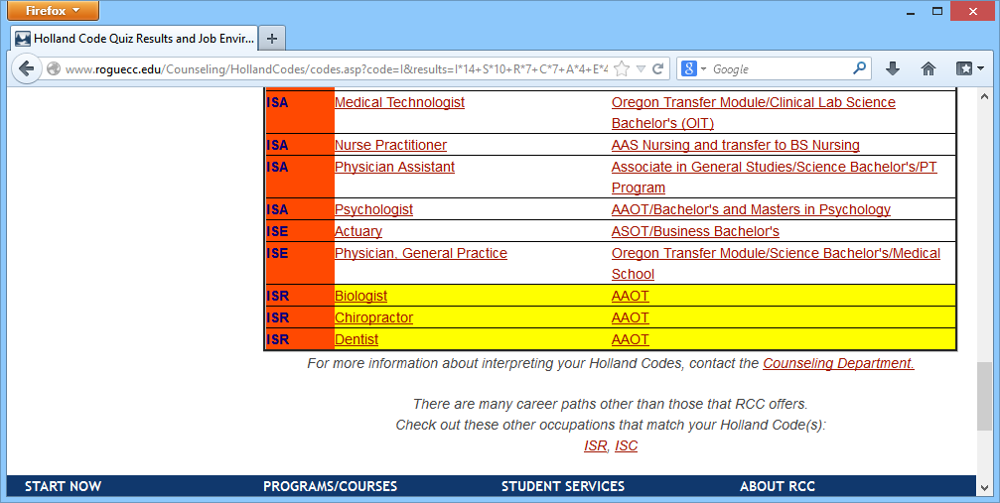 Firefox
Holland Code Quiz Results and Job Envir...
www.roguecc.edu/Counseling/HollandCodes/codes.asp?code=I&results=I*14+S*10+R*7+C*7+A*4+E*4
Google
ISA Medical Technologist Oregon Transfer Module/Clinical Lab Science
Bachelor's (OIT)
ISA Nurse Practitioner AAS Nursing and transfer to BS Nursing
ISA Physician Assistant Associate in General Studies/Science Bachelor's/PT
Program
ISA Psychologist AAOT/Bachelor's and Masters in Psychology
ISE Actuary ASOT/Business Bachelor's
ISE Physician, General Practice Oregon Transfer Module/Science Bachelor's/Medical
School
ISR Biologist AAOT
ISR Chiropractor AAOT
ISR Dentist AAOT
For more information about interpreting your Holland Codes, contact the Counseling Department.
There are many career paths other than those that RCC offers.
Check out these other occupations that match your Holland Code(s):
ISR, ISC
START NOW PROGRAMS/COURSES STUDENT SERVICES ABOUT RCC